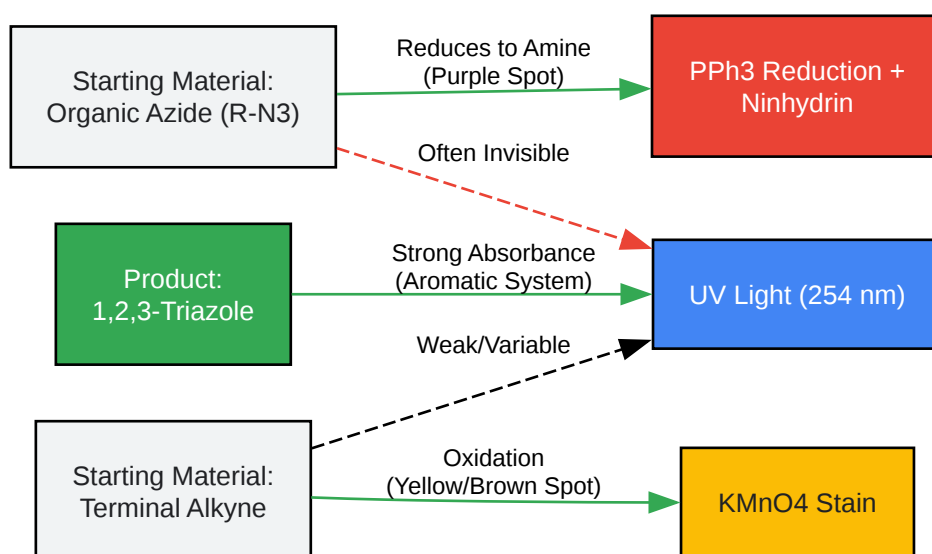 Starting Material:
Organic Azide (R-N3)
Reduces to Amine
(Purple Spot)
PPh3 Reduction +
Ninhydrin
Often Invisible
Product:
1,2,3-Triazole
Strong Absorbance
(Aromatic System)
UV Light (254 nm)
Weak/Variable
Starting Material:
Terminal Alkyne
Oxidation
(Yellow/Brown Spot)
KMnO4 Stain